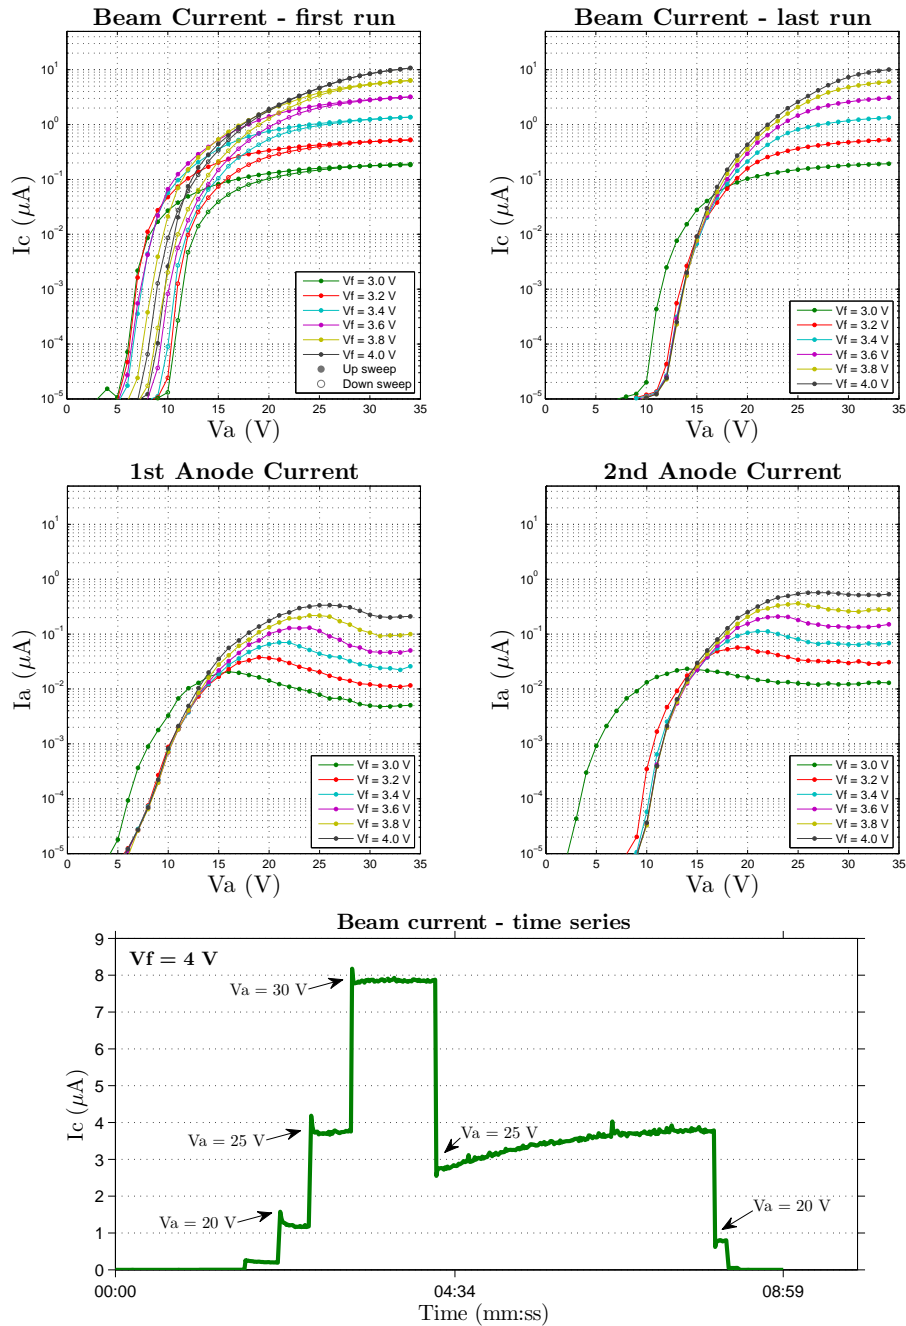 Beam Current - first run
Beam Current - last run
Ic (μA)
10^1
10^0
10^−1
10^−2
10^−3
10^−4
10^−5
0 5 10 15 20 25 30 35
Va (V)
Vf = 3.0 V
Vf = 3.2 V
Vf = 3.4 V
Vf = 3.6 V
Vf = 3.8 V
Vf = 4.0 V
Up sweep
Down sweep
Ic (μA)
10^1
10^0
10^−1
10^−2
10^−3
10^−4
10^−5
0 5 10 15 20 25 30 35
Va (V)
Vf = 3.0 V
Vf = 3.2 V
Vf = 3.4 V
Vf = 3.6 V
Vf = 3.8 V
Vf = 4.0 V
1st Anode Current
2nd Anode Current
Ia (μA)
10^1
10^0
10^−1
10^−2
10^−3
10^−4
10^−5
0 5 10 15 20 25 30 35
Va (V)
Vf = 3.0 V
Vf = 3.2 V
Vf = 3.4 V
Vf = 3.6 V
Vf = 3.8 V
Vf = 4.0 V
Ia (μA)
10^1
10^0
10^−1
10^−2
10^−3
10^−4
10^−5
0 5 10 15 20 25 30 35
Va (V)
Vf = 3.0 V
Vf = 3.2 V
Vf = 3.4 V
Vf = 3.6 V
Vf = 3.8 V
Vf = 4.0 V
Beam current - time series
Vf = 4 V
Va = 30 V
Va = 25 V
Va = 25 V
Va = 20 V
Va = 20 V
Ic (μA)
9
8
7
6
5
4
3
2
1
0
00:00 04:34 08:59
Time (mm:ss)